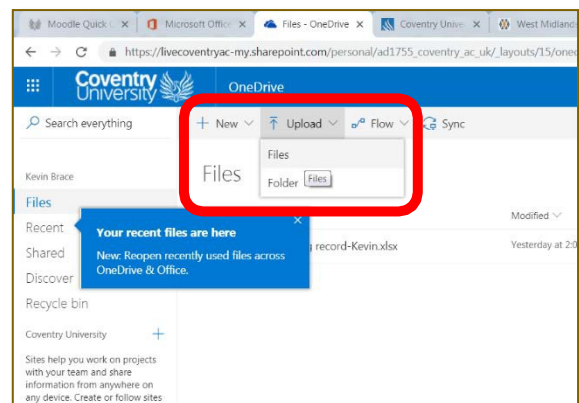 Moodle Quick
Microsoft Office
Files - OneDrive
Coventry Unive
West Midland
https://livecoventryac-my.sharepoint.com/personal/ad1755_coventry_ac_uk/_layouts/15/oned
Coventry
University
OneDrive
Search everything
+ New
Upload
Flow
Sync
Files
Folder
Files
Kevin Brace
Files
Files
Recent
Shared
Discover
Recycle bin
Your recent files are here
New: Reopen recently used files across
OneDrive & Office.
Modified
record-Kevin.xlsx
Yesterday at 2:0
Coventry University +
Sites help you work on projects
with your team and share
information from anywhere on
any device. Create or follow sites